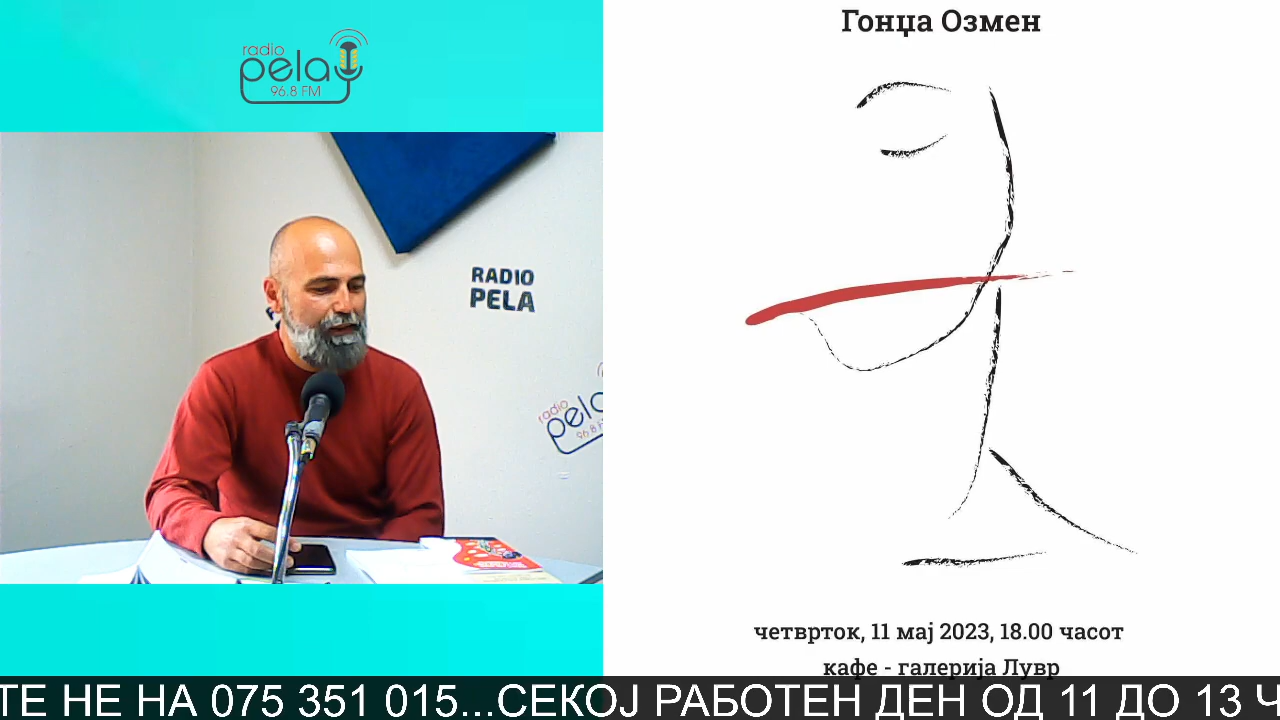 radio
pela
96.8 FM
RADIO
PELA
radio
pela
96.8
Гонџа Озмен
четврток, 11 мај 2023, 18.00 часот
кафе - галерија Лувр
ТЕ НЕ НА 075 351 015...СЕКОЈ РАБОТЕН ДЕН ОД 11 ДО 13 Ч